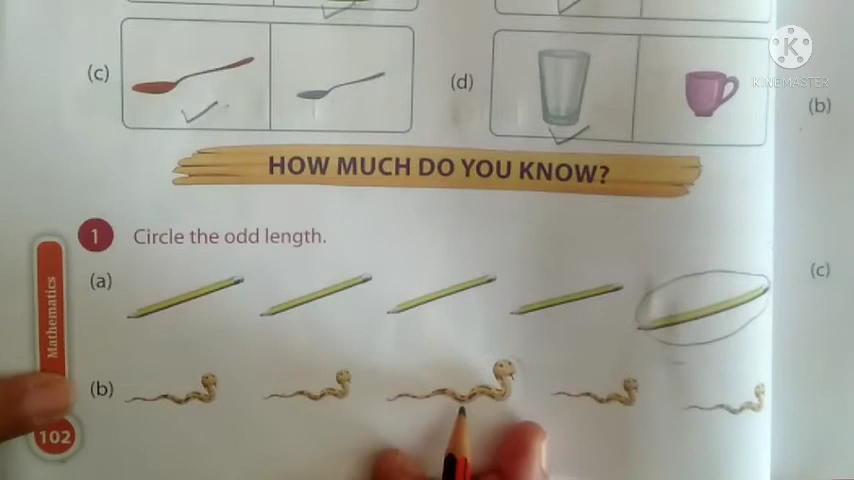 (c)
(d)
K
KINEMASTER
(b)
HOW MUCH DO YOU KNOW?
1 Circle the odd length.
(a)
(c)
Mathematics
(b)
102